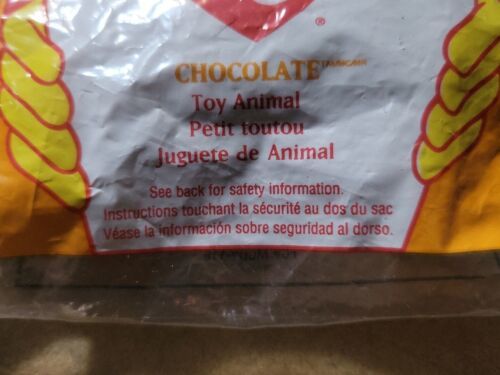 ®
CHOCOLATE
Toy Animal
Petit toutou
Juguete de Animal
See back for safety information.
Instructions touchant la sécurité au dos du sac
Véase la información sobre seguridad al dorso.